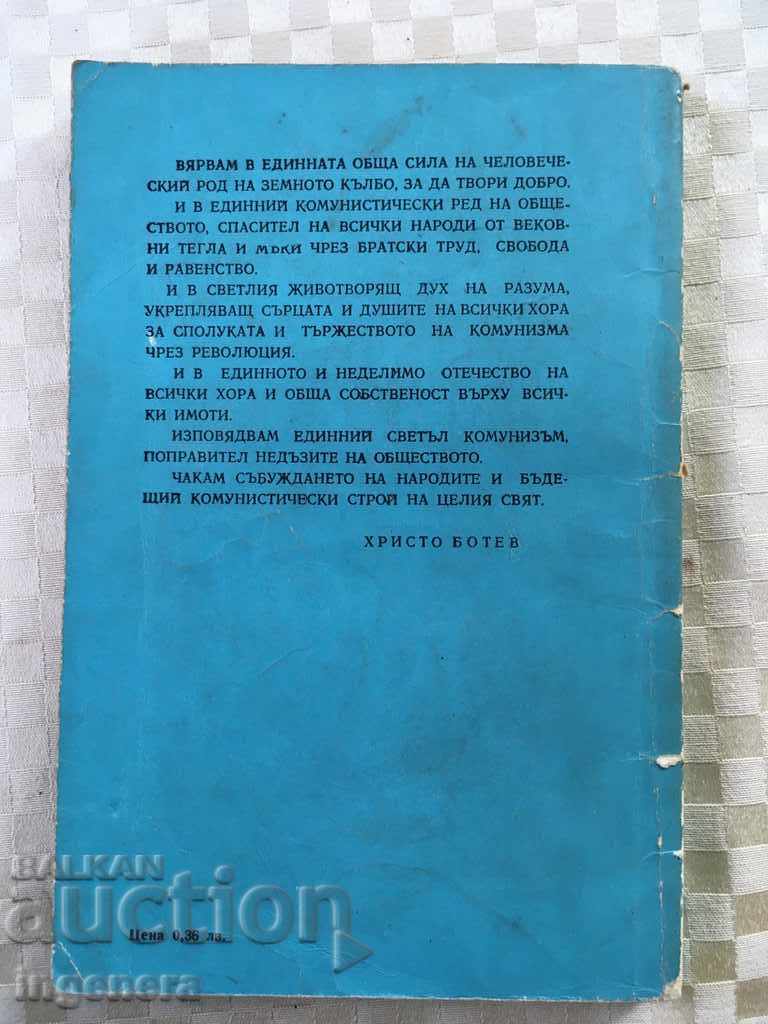 ВЯРВАМ В ЕДИННАТА ОБЩА СИЛА НА ЧЕЛОВЕЧЕ-
СКИЙ РОД НА ЗЕМНОТО КЪЛБО, ЗА ДА ТВОРИ ДОБРО.
И В ЕДИННИЙ КОМУНИСТИЧЕСКИ РЕД НА ОБЩЕ-
СТВОТО, СПАСИТЕЛ НА ВСИЧКИ НАРОДИ ОТ ВЕКОВ-
НИ ТЕГЛА И МЪКИ ЧРЕЗ БРАТСКИ ТРУД, СВОБОДА
И РАВЕНСТВО.
И В СВЕТЛИЯ ЖИВОТВОРЯЩ ДУХ НА РАЗУМА,
УКРЕПЛЯВАЩ СЪРЦАТА И ДУШИТЕ НА ВСИЧКИ ХОРА
ЗА СПОЛУКАТА И ТЪРЖЕСТВОТО НА КОМУНИЗМА
ЧРЕЗ РЕВОЛЮЦИЯ.
И В ЕДИННОТО И НЕДЕЛИМО ОТЕЧЕСТВО НА
ВСИЧКИ ХОРА И ОБЩА СОБСТВЕНОСТ ВЪРХУ ВСИЧ-
КИ ИМОТИ.
ИЗПОВЯДВАМ ЕДИННИЙ СВЕТЪЛ КОМУНИЗЪМ,
ПОПРАВИТЕЛ НЕДЪЗИТЕ НА ОБЩЕСТВОТО.
ЧАКАМ СЪБУЖДАНЕТО НА НАРОДИТЕ И БЪДЕ-
ЩИЙ КОМУНИСТИЧЕСКИ СТРОЙ НА ЦЕЛИЯ СВЯТ.
ХРИСТО БОТЕВ
BALKAN
auction
Цена 0,36 лв.
ingenera